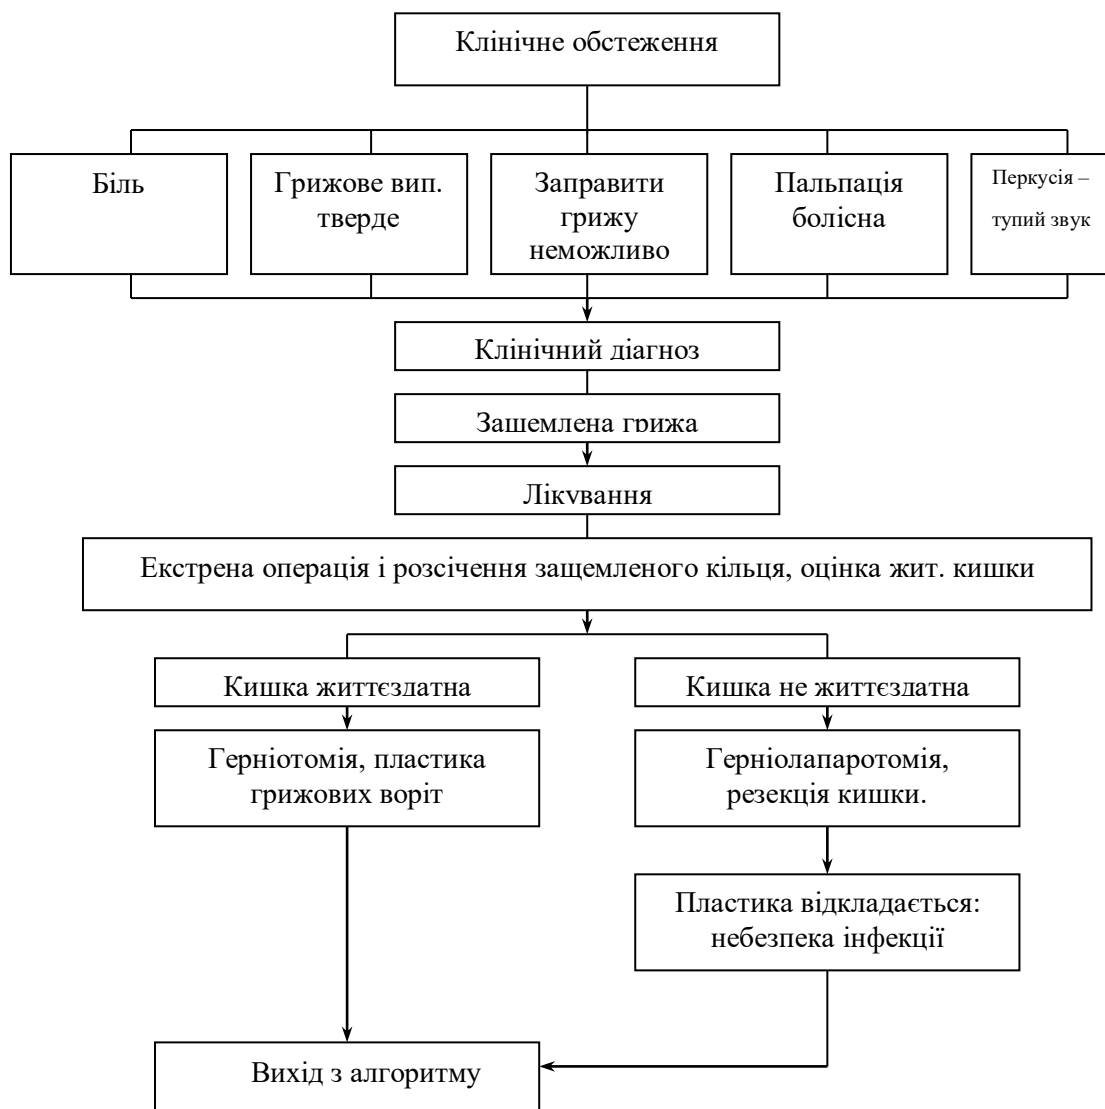 Клінічне обстеження
Біль
Грижове вип.
тверде
Заправити
грижу
неможливо
Пальпація
болісна
Перкусія –
тупий звук
Клінічний діагноз
Защемлена грижа
Лікування
Екстрена операція і розсічення защемленого кільця, оцінка жит. кишки
Кишка життєздатна
Кишка не життєздатна
Герніотомія, пластика
грижових воріт
Герніолапаротомія,
резекція кишки.
Пластика відкладається:
небезпека інфекції
Вихід з алгоритму